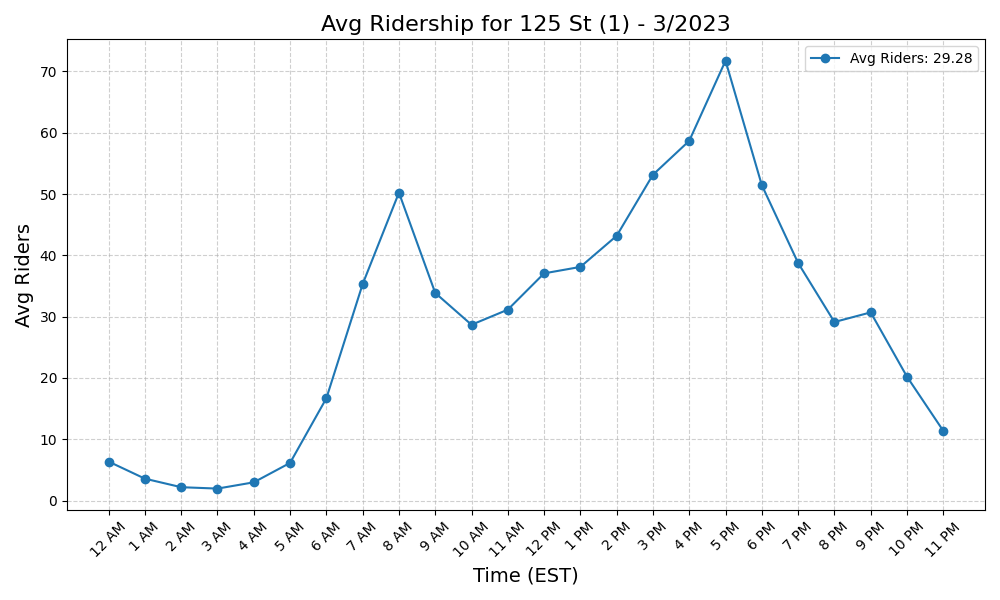 Avg Ridership for 125 St (1) - 3/2023
Avg Riders: 29.28
Avg Riders
70
60
50
40
30
20
10
0
12 AM
1 AM
2 AM
3 AM
4 AM
5 AM
6 AM
7 AM
8 AM
9 AM
10 AM
11 AM
12 PM
1 PM
2 PM
3 PM
4 PM
5 PM
6 PM
7 PM
8 PM
9 PM
10 PM
11 PM
Time (EST)